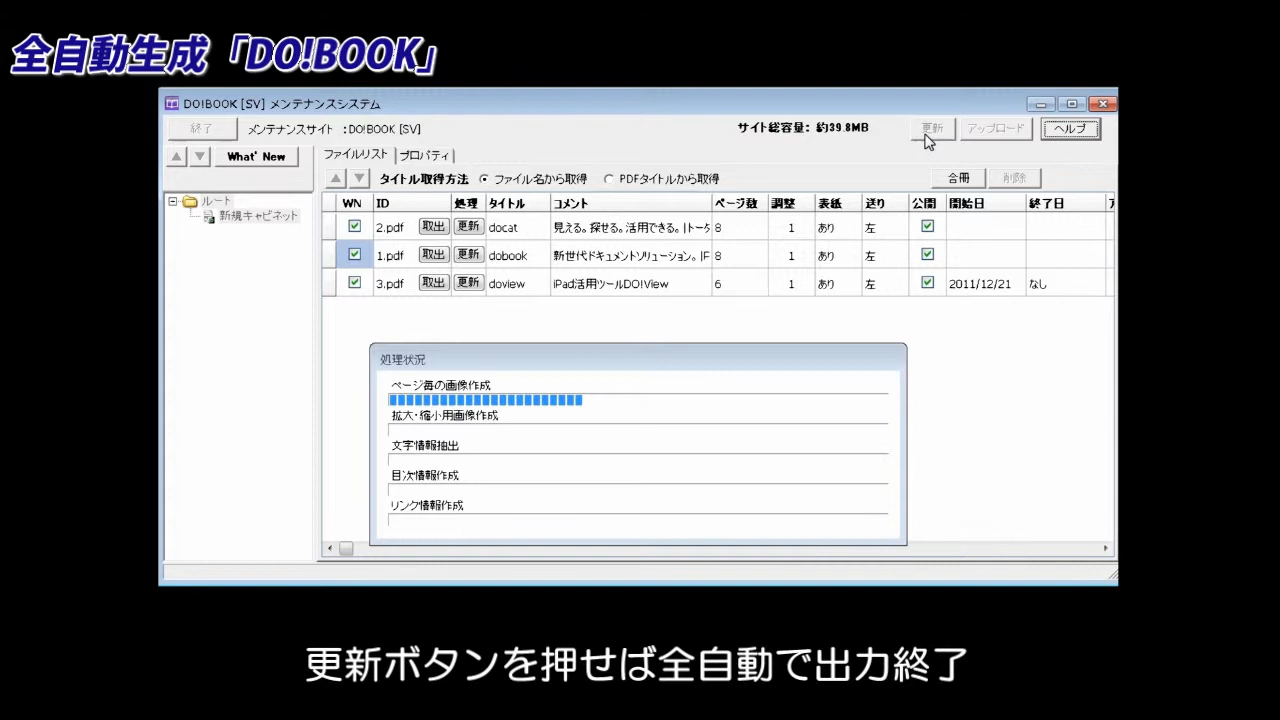 全自動生成「DO!BOOK」
DO!BOOK [SV] メンテナンスシステム
終了 メンテナンスサイト :DO!BOOK [SV] サイト総容量: 約39.8MB 更新 アップロード ヘルプ
What' New ファイルリスト プロパティ
タイトル取得方法 ファイル名から取得 PDFタイトルから取得 合冊 削除
ルート
新規キャビネット
WN ID 処理 タイトル コメント ページ数 調整 表紙 送り 公開 開始日 終了日
2.pdf 取出 更新 docat 見える。探せる。活用できる。|トータ 8 1 あり 左
1.pdf 取出 更新 dobook 新世代ドキュメントソリューション。|F 8 1 あり 左
3.pdf 取出 更新 doview iPad活用ツールDO!View 6 1 あり 左 2011/12/21 なし
処理状況
ページ毎の画像作成
拡大・縮小用画像作成
文字情報抽出
目次情報作成
リンク情報作成
更新ボタンを押せば全自動で出力終了